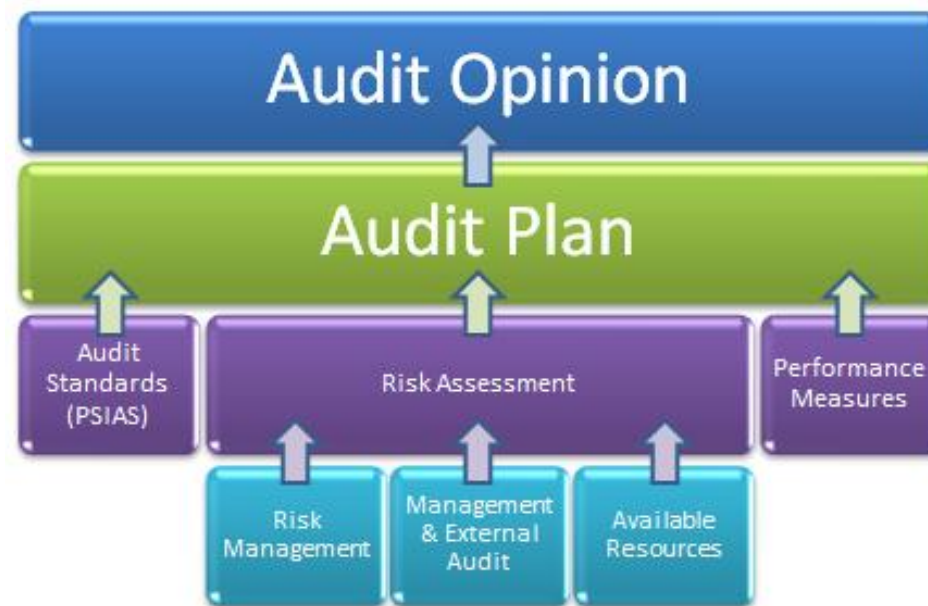 Audit Opinion
Audit Plan
Audit
Standards
(PSIAS)
Risk Assessment
Performance
Measures
Risk
Management
Management
& External
Audit
Available
Resources